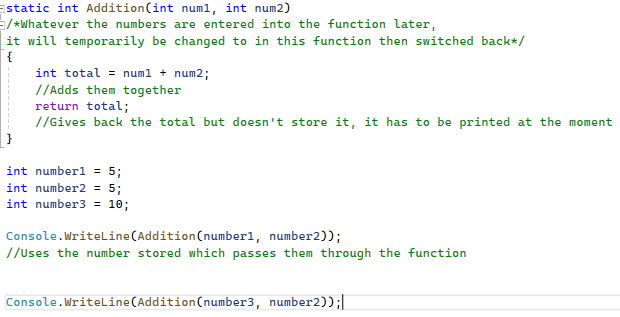 static int Addition(int num1, int num2)
/*Whatever the numbers are entered into the function later,
it will temporarily be changed to in this function then switched back*/
{
int total = num1 + num2;
//Adds them together
return total;
//Gives back the total but doesn't store it, it has to be printed at the moment
}
int number1 = 5;
int number2 = 5;
int number3 = 10;
Console.WriteLine(Addition(number1, number2));
//Uses the number stored which passes them through the function
Console.WriteLine(Addition(number3, number2));